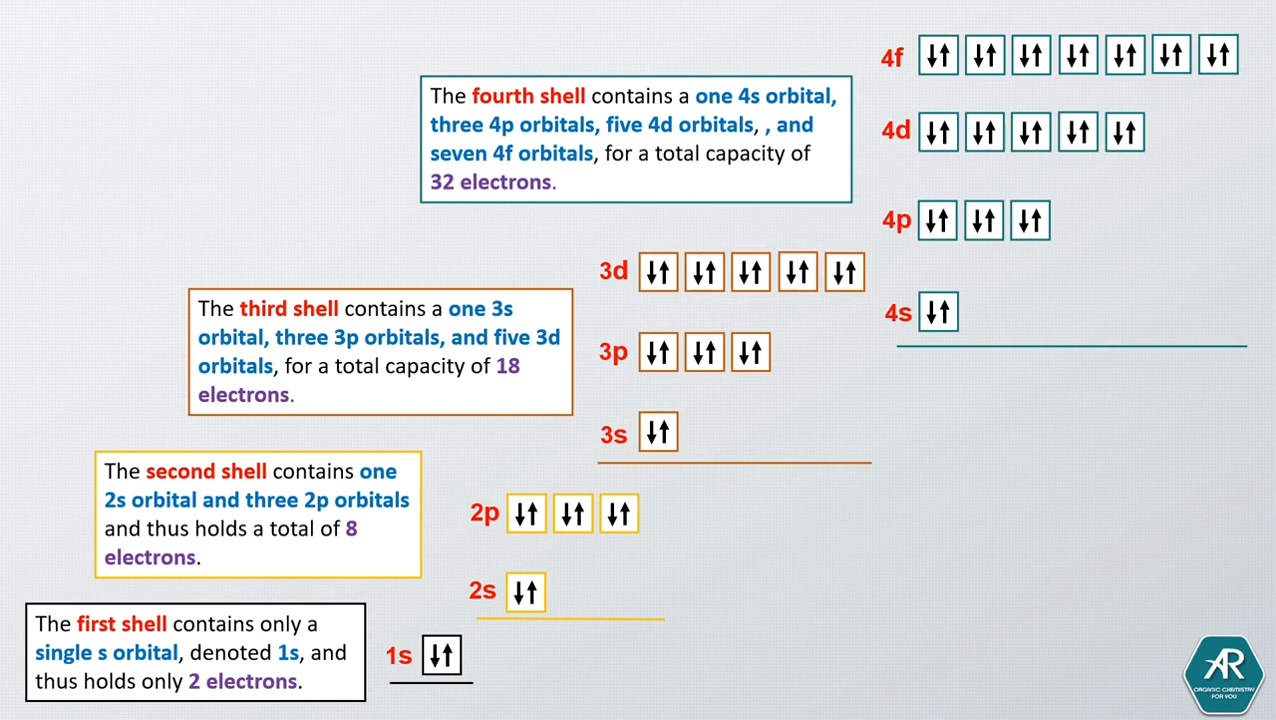 4f
The fourth shell contains a one 4s orbital,
three 4p orbitals, five 4d orbitals, , and
seven 4f orbitals, for a total capacity of
32 electrons.
4d
4p
3d
4s
The third shell contains a one 3s
orbital, three 3p orbitals, and five 3d
orbitals, for a total capacity of 18
electrons.
3p
3s
The second shell contains one
2s orbital and three 2p orbitals
and thus holds a total of 8
electrons.
2p
2s
The first shell contains only a
single s orbital, denoted 1s, and
thus holds only 2 electrons.
1s
AR
ORGANIC CHEMISTRY
FOR YOU